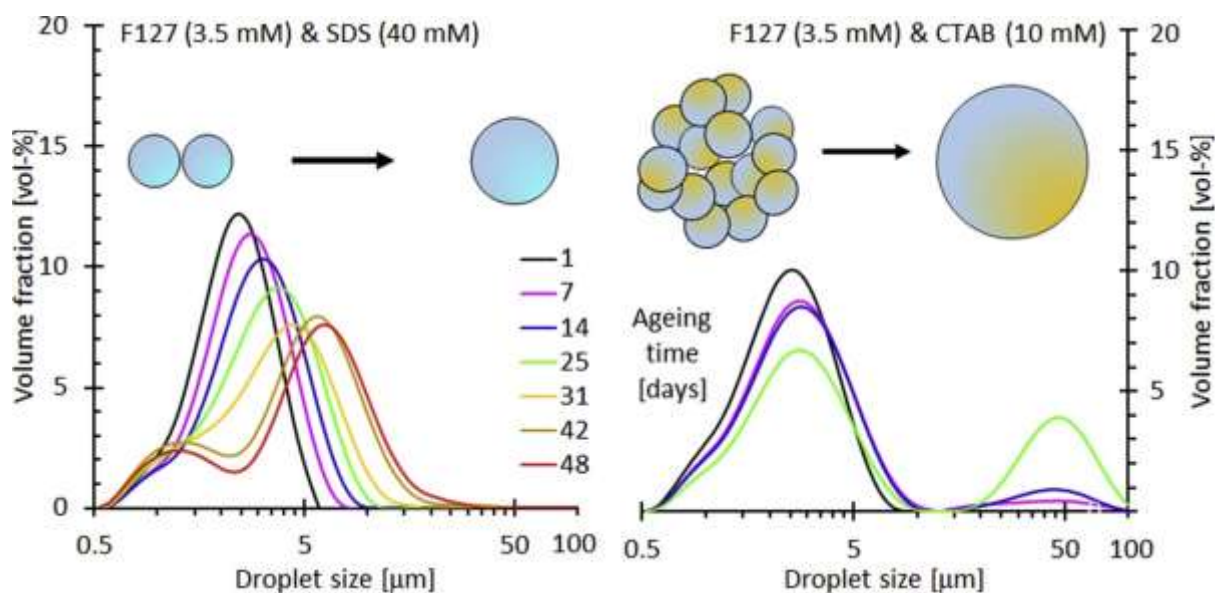 F127 (3.5 mM) & SDS (40 mM)
Volume fraction [vol-%]
20
15
10
5
0
0.5
5
50
100
Droplet size [µm]
1
7
14
25
31
42
48
F127 (3.5 mM) & CTAB (10 mM)
Ageing
time
[days]
20
15
10
5
Volume fraction [vol-%]
0.5
5
50
100
Droplet size [µm]